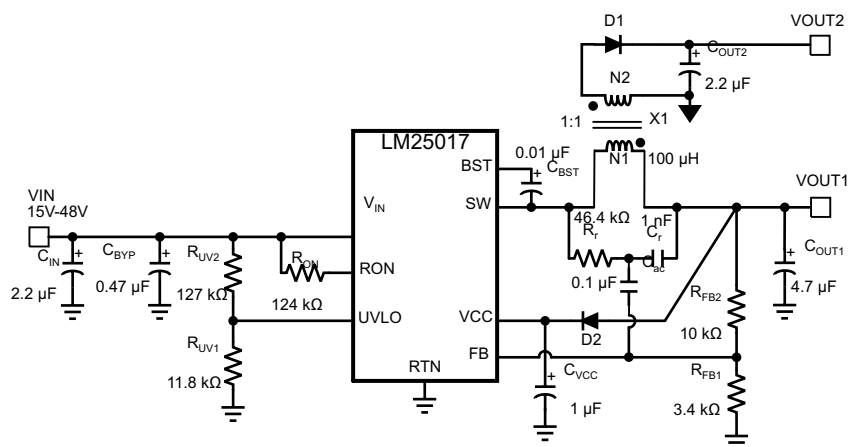 D1
VOUT2
COUT2
+
2.2 µF
N2
1:1
X1
N1
100 µH
LM25017
0.01 µF
BST
+
CBST
VIN
15V-48V
VIN
SW
VOUT1
46.4 kΩ
1 nF
Rr
Cr
Cac
CIN
+
CBYP
+
RUV2
RON
RON
+
COUT1
2.2 µF
0.47 µF
127 kΩ
124 kΩ
0.1 µF
4.7 µF
RFB2
10 kΩ
UVLO
VCC
D2
RUV1
FB
11.8 kΩ
RTN
+
CVCC
1 µF
RFB1
3.4 kΩ